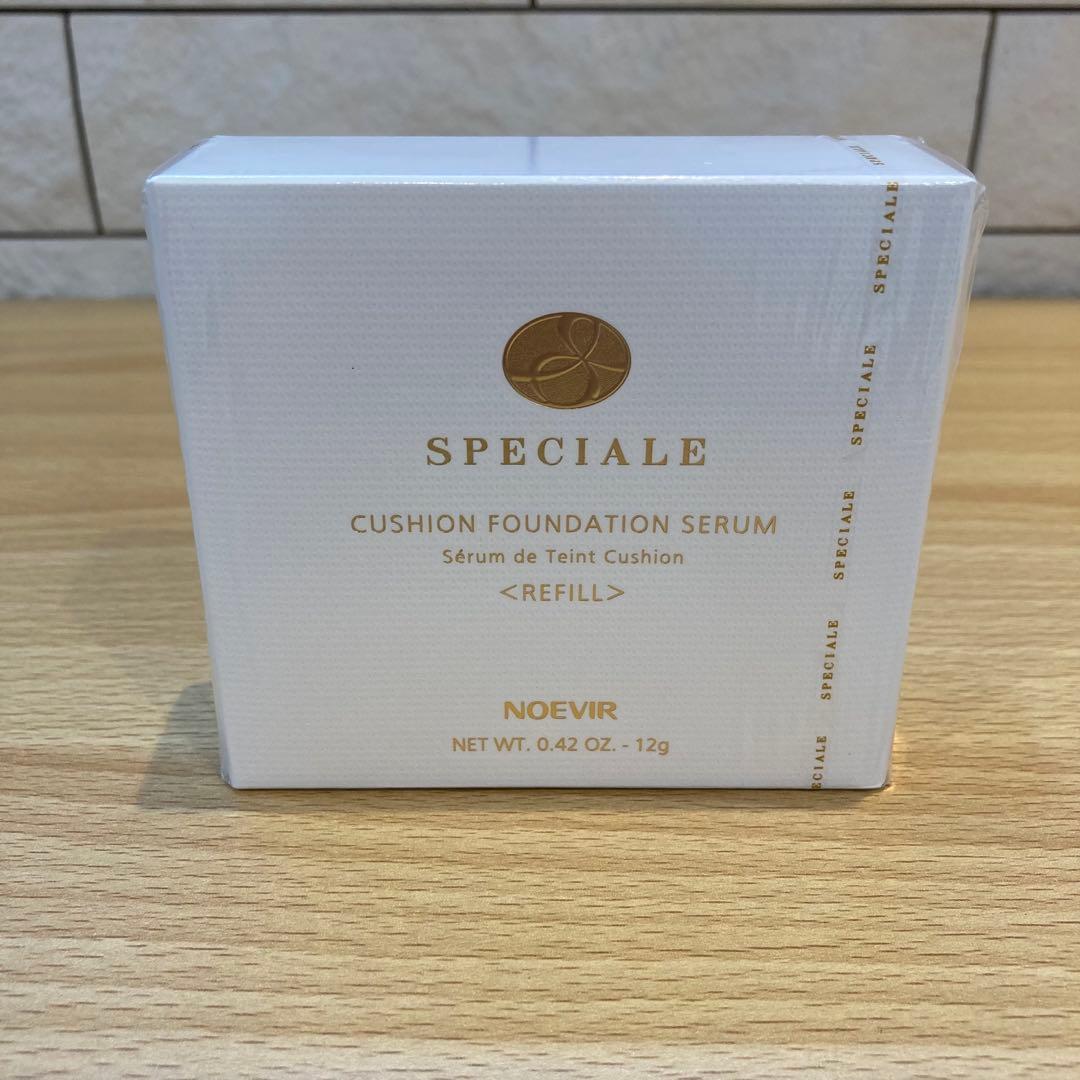 SPECIALE
CUSHION FOUNDATION SERUM
Sérum de Teint Cushion
<REFILL>
NOEVIR
NET WT. 0.42 OZ. - 12g
SPECIALE
SPECIALE
SPECIALE
SPECIALE
ECIALE